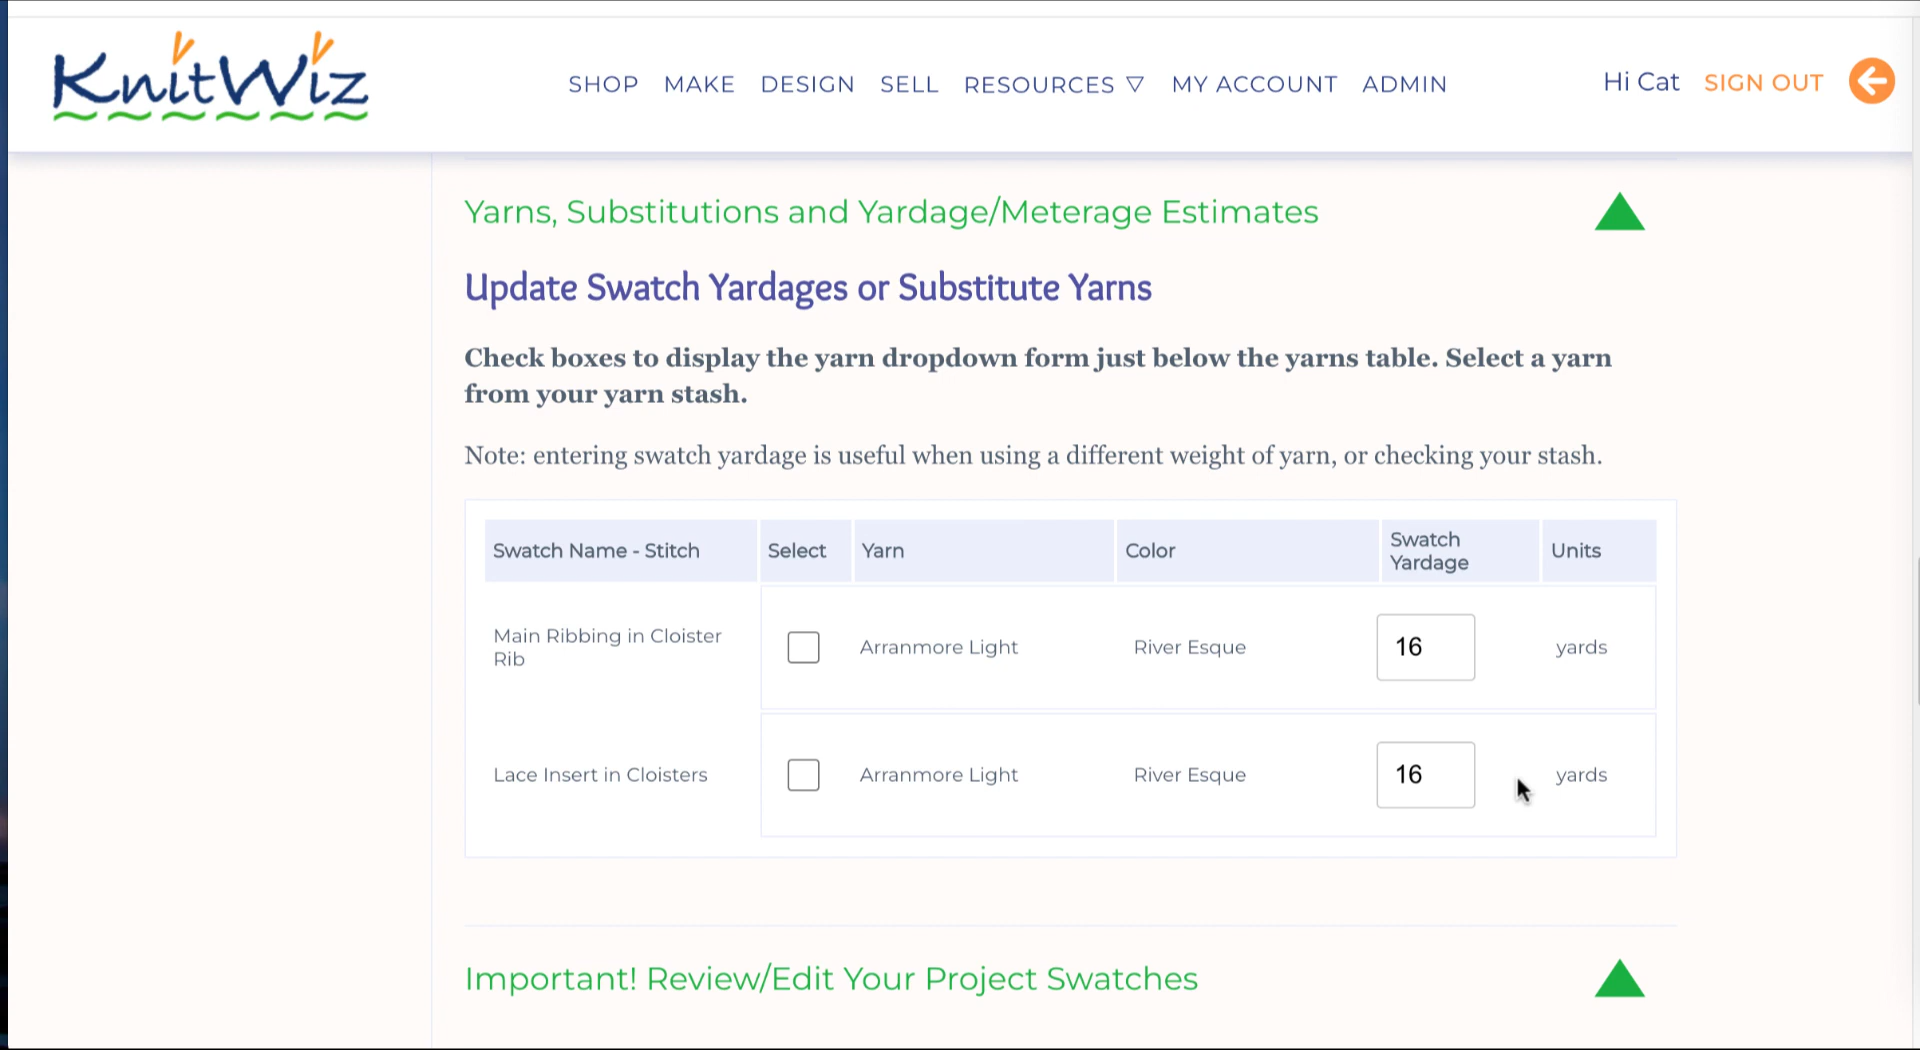 KnitWiz
SHOP MAKE DESIGN SELL RESOURCES ▽ MY ACCOUNT ADMIN
Hi Cat SIGN OUT
Yarns, Substitutions and Yardage/Meterage Estimates
Update Swatch Yardages or Substitute Yarns
Check boxes to display the yarn dropdown form just below the yarns table. Select a yarn
from your yarn stash.
Note: entering swatch yardage is useful when using a different weight of yarn, or checking your stash.
Swatch Name - Stitch Select Yarn Color Swatch Yardage Units
Main Ribbing in Cloister Rib Arranmore Light River Esque 16 yards
Lace Insert in Cloisters Arranmore Light River Esque 16 yards
Important! Review/Edit Your Project Swatches